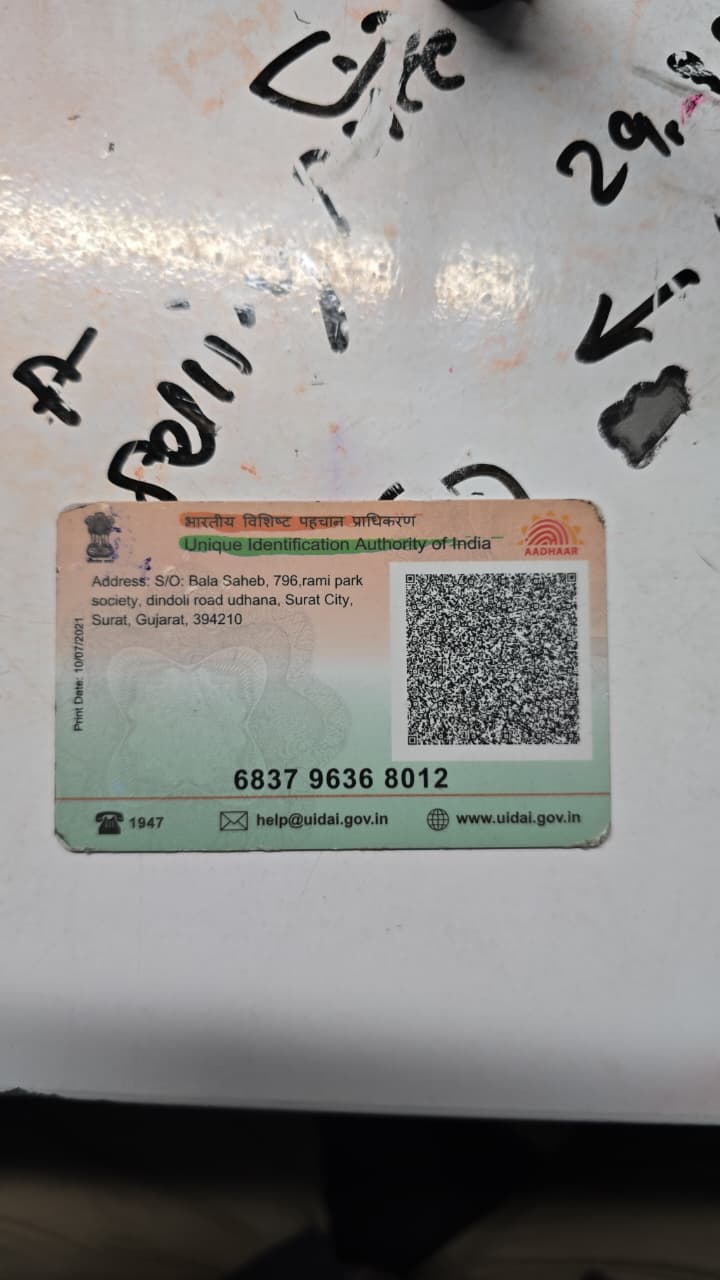 29.
भारतीय विशिष्ट पहचान प्राधिकरण
Unique Identification Authority of India
AADHAAR
Address: S/O: Bala Saheb, 796,rami park
society, dindoli road udhana, Surat City,
Surat, Gujarat, 394210
Print Date: 10/07/2021
6837 9636 8012
1947
help@uidai.gov.in
www.uidai.gov.in